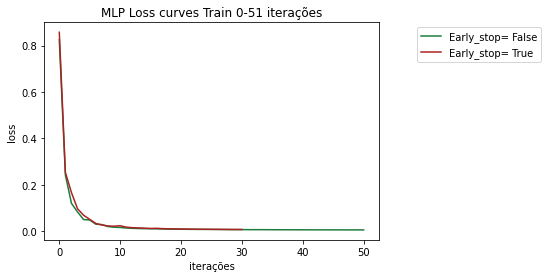 MLP Loss curves Train 0-51 iterações
Early_stop= False
Early_stop= True
loss
0.8
0.6
0.4
0.2
0.0
0 10 20 30 40 50
iterações